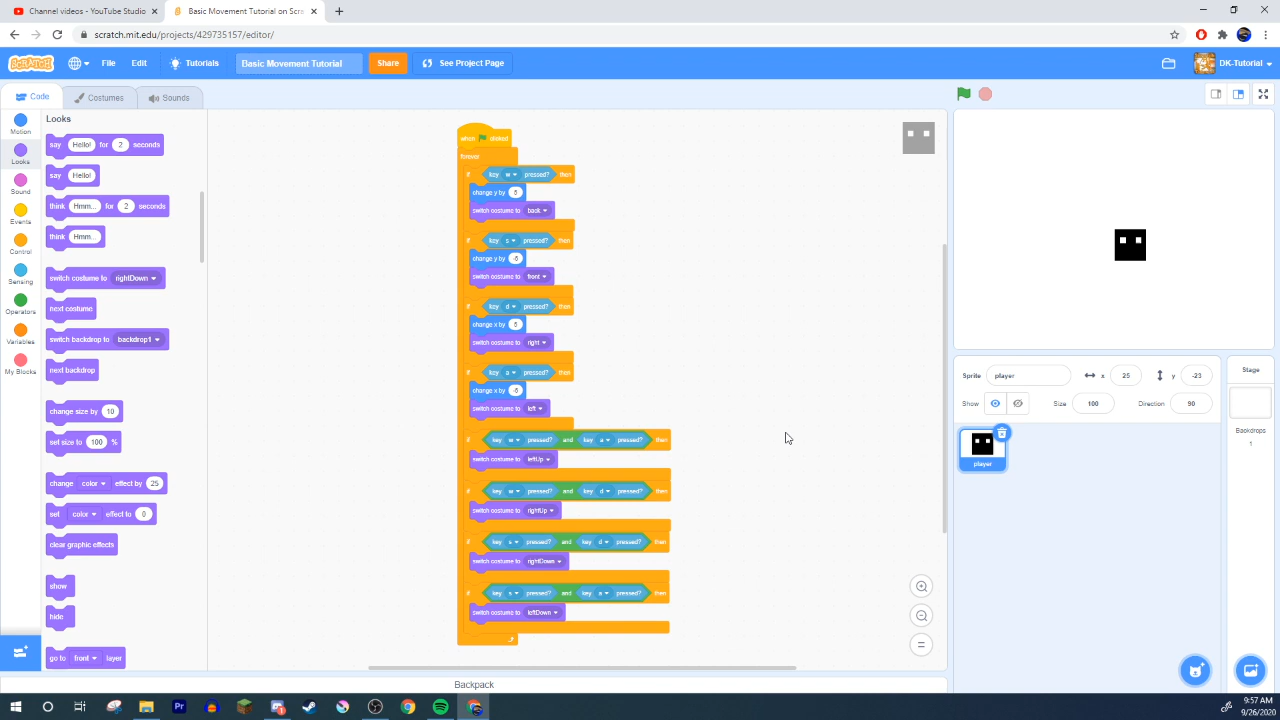 Channel videos - YouTube Studio
Basic Movement Tutorial on Scra
scratch.mit.edu/projects/429735157/editor/
SCRATCH File Edit Tutorials Basic Movement Tutorial Share See Project Page DK-Tutorial
Code Costumes Sounds
Motion
Looks
Sound
Events
Control
Sensing
Operators
Variables
My Blocks
Looks
say Hello! for 2 seconds
say Hello!
think Hmm... for 2 seconds
think Hmm...
switch costume to rightDown
next costume
switch backdrop to backdrop1
next backdrop
change size by 10
set size to 100 %
change color effect by 25
set color effect to 0
clear graphic effects
show
hide
go to front layer
when clicked
forever
if key w pressed? then
change y by 5
switch costume to back
if key s pressed? then
change y by -5
switch costume to front
if key d pressed? then
change x by 5
switch costume to right
if key a pressed? then
change x by -5
switch costume to left
if key w pressed? and key a pressed? then
switch costume to leftUp
if key w pressed? and key d pressed? then
switch costume to rightUp
if key s pressed? and key d pressed? then
switch costume to rightDown
if key s pressed? and key a pressed? then
switch costume to leftDown
Backpack
Sprite player x 25 y -23
Show Size 100 Direction 90
player
Stage
Backdrops
1
9:57 AM
9/26/2020